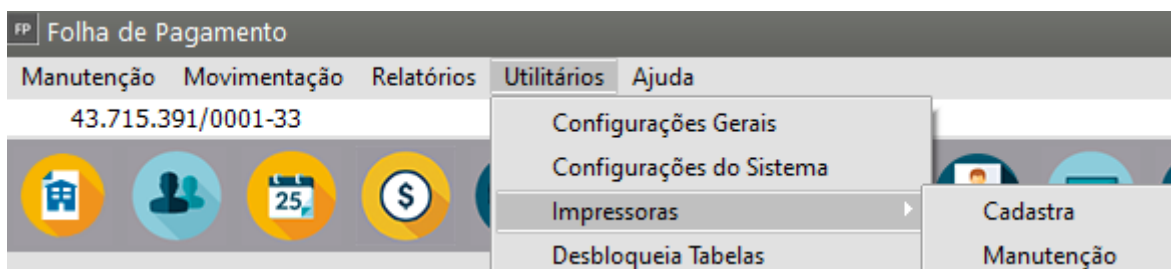 FP Folha de Pagamento
Manutenção Movimentação Relatórios Utilitários Ajuda
43.715.391/0001-33
Configurações Gerais
Configurações do Sistema
25
$
Impressoras
Cadastra
Desbloqueia Tabelas
Manutenção